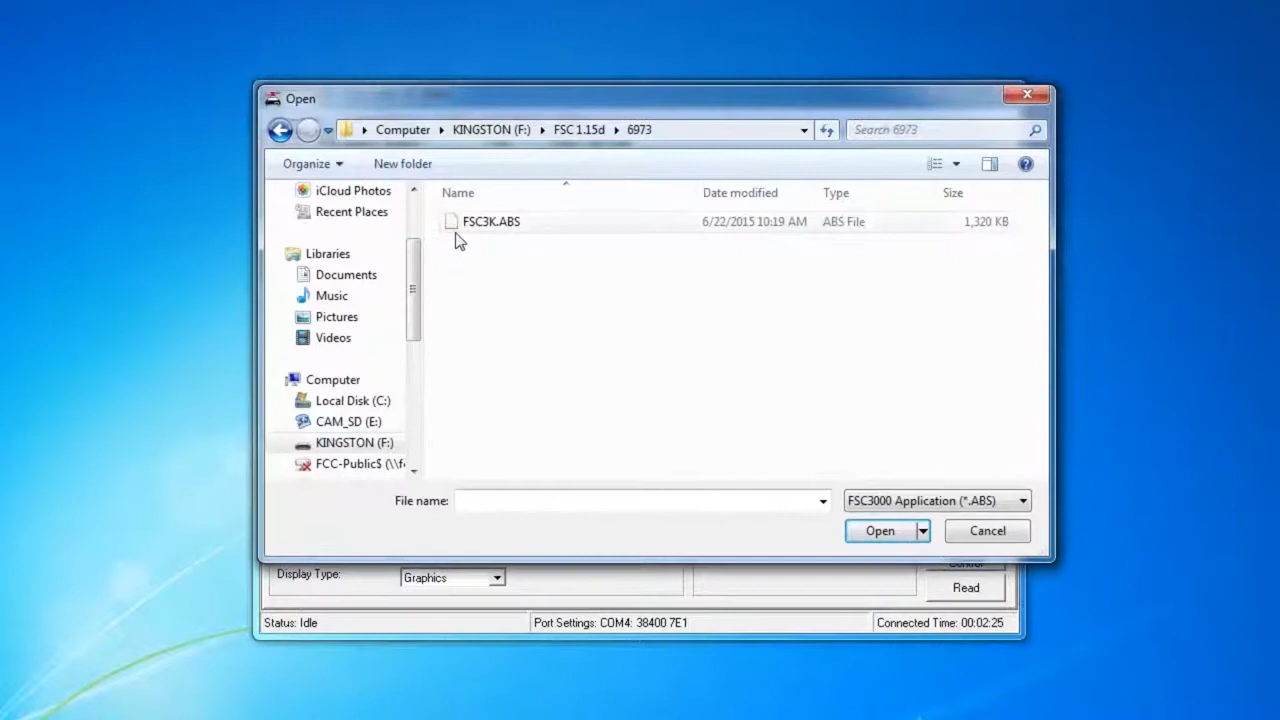 Open
Computer KINGSTON (F:) FSC 1.15d 6973 Search 6973
Organize New folder
Name Date modified Type Size
FSC3K.ABS 6/22/2015 10:19 AM ABS File 1,320 KB
iCloud Photos
Recent Places
Libraries
Documents
Music
Pictures
Videos
Computer
Local Disk (C:)
CAM_SD (E:)
KINGSTON (F:)
FCC-Public$ (\\f
File name: FSC3000 Application (*.ABS)
Open Cancel
Display Type: Graphics
Read
Status: Idle Port Settings: COM4: 38400 7E1 Connected Time: 00:02:25